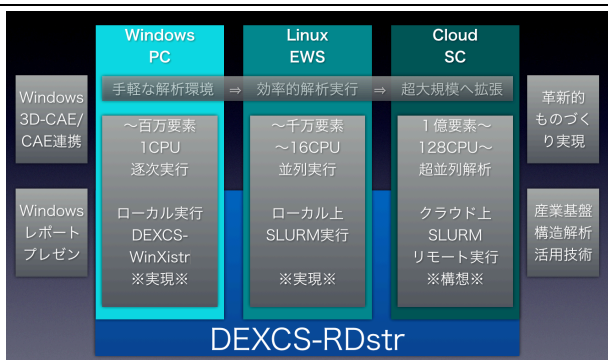 Windows
PC
Linux
EWS
Cloud
SC
Windows
3D-CAE/
CAE連携
手軽な解析環境 ⇒ 効率的解析実行 ⇒ 超大規模へ拡張
革新的
ものづく
り実現
～百万要素
1CPU
逐次実行
ローカル実行
DEXCS-
WinXistr
※実現※
～千万要素
～16CPU
並列実行
ローカル上
SLURM実行
※実現※
１億要素～
128CPU～
超並列解析
クラウド上
SLURM
リモート実行
※構想※
Windows
レポート
プレゼン
産業基盤
構造解析
活用技術
DEXCS-RDstr